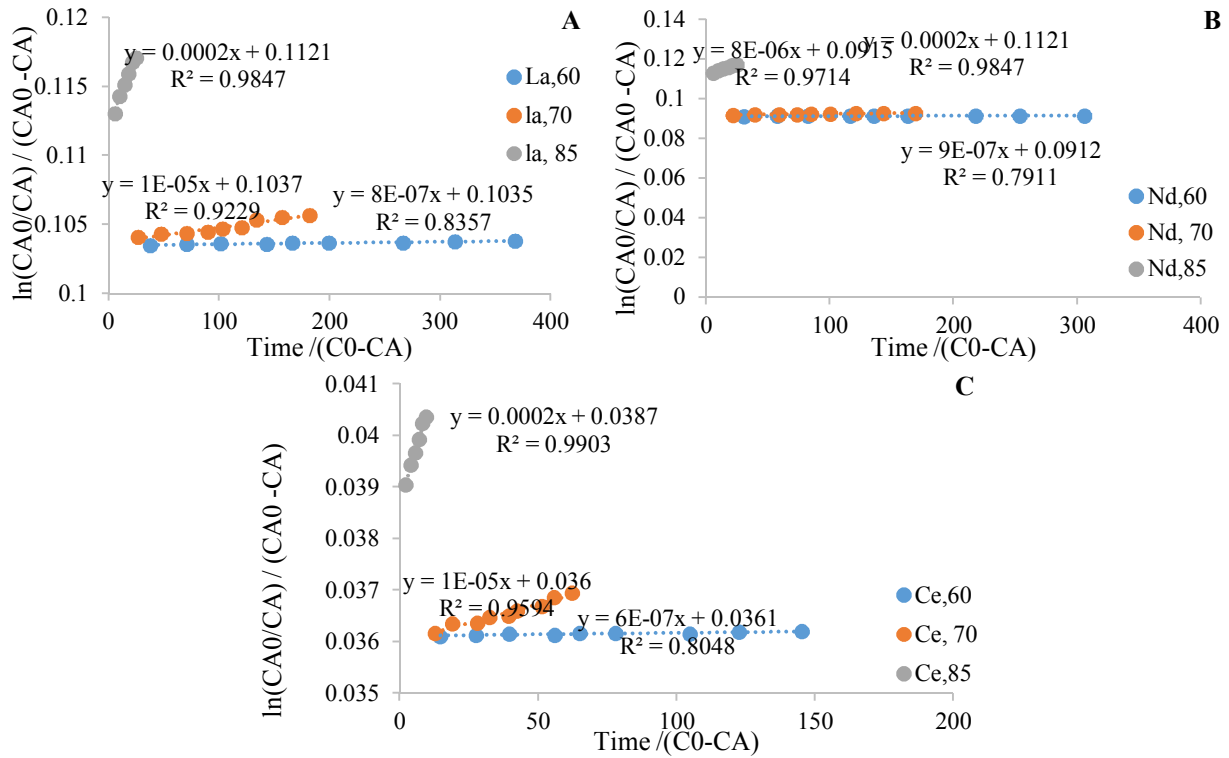 A
ln(CA0/CA) / (CA0 -CA)
0.12
0.115
0.11
0.105
0.1
y = 0.0002x + 0.1121
R² = 0.9847
y = 1E-05x + 0.1037
R² = 0.9229
y = 8E-07x + 0.1035
R² = 0.8357
La,60
la,70
la, 85
0 100 200 300 400
Time /(C0-CA)
B
ln(CA0/CA) / (CA0 -CA)
0.14
0.12
0.1
0.08
0.06
0.04
0.02
0
y = 8E-06x + 0.0915
R² = 0.9714
y = 0.0002x + 0.1121
R² = 0.9847
y = 9E-07x + 0.0912
R² = 0.7911
Nd,60
Nd, 70
Nd,85
0 100 200 300 400
Time /(C0-CA)
C
ln(CA0/CA) / (CA0 -CA)
0.041
0.04
0.039
0.038
0.037
0.036
0.035
y = 0.0002x + 0.0387
R² = 0.9903
y = 1E-05x + 0.036
R² = 0.9594
y = 6E-07x + 0.0361
R² = 0.8048
Ce,60
Ce, 70
Ce,85
0 50 100 150 200
Time /(C0-CA)